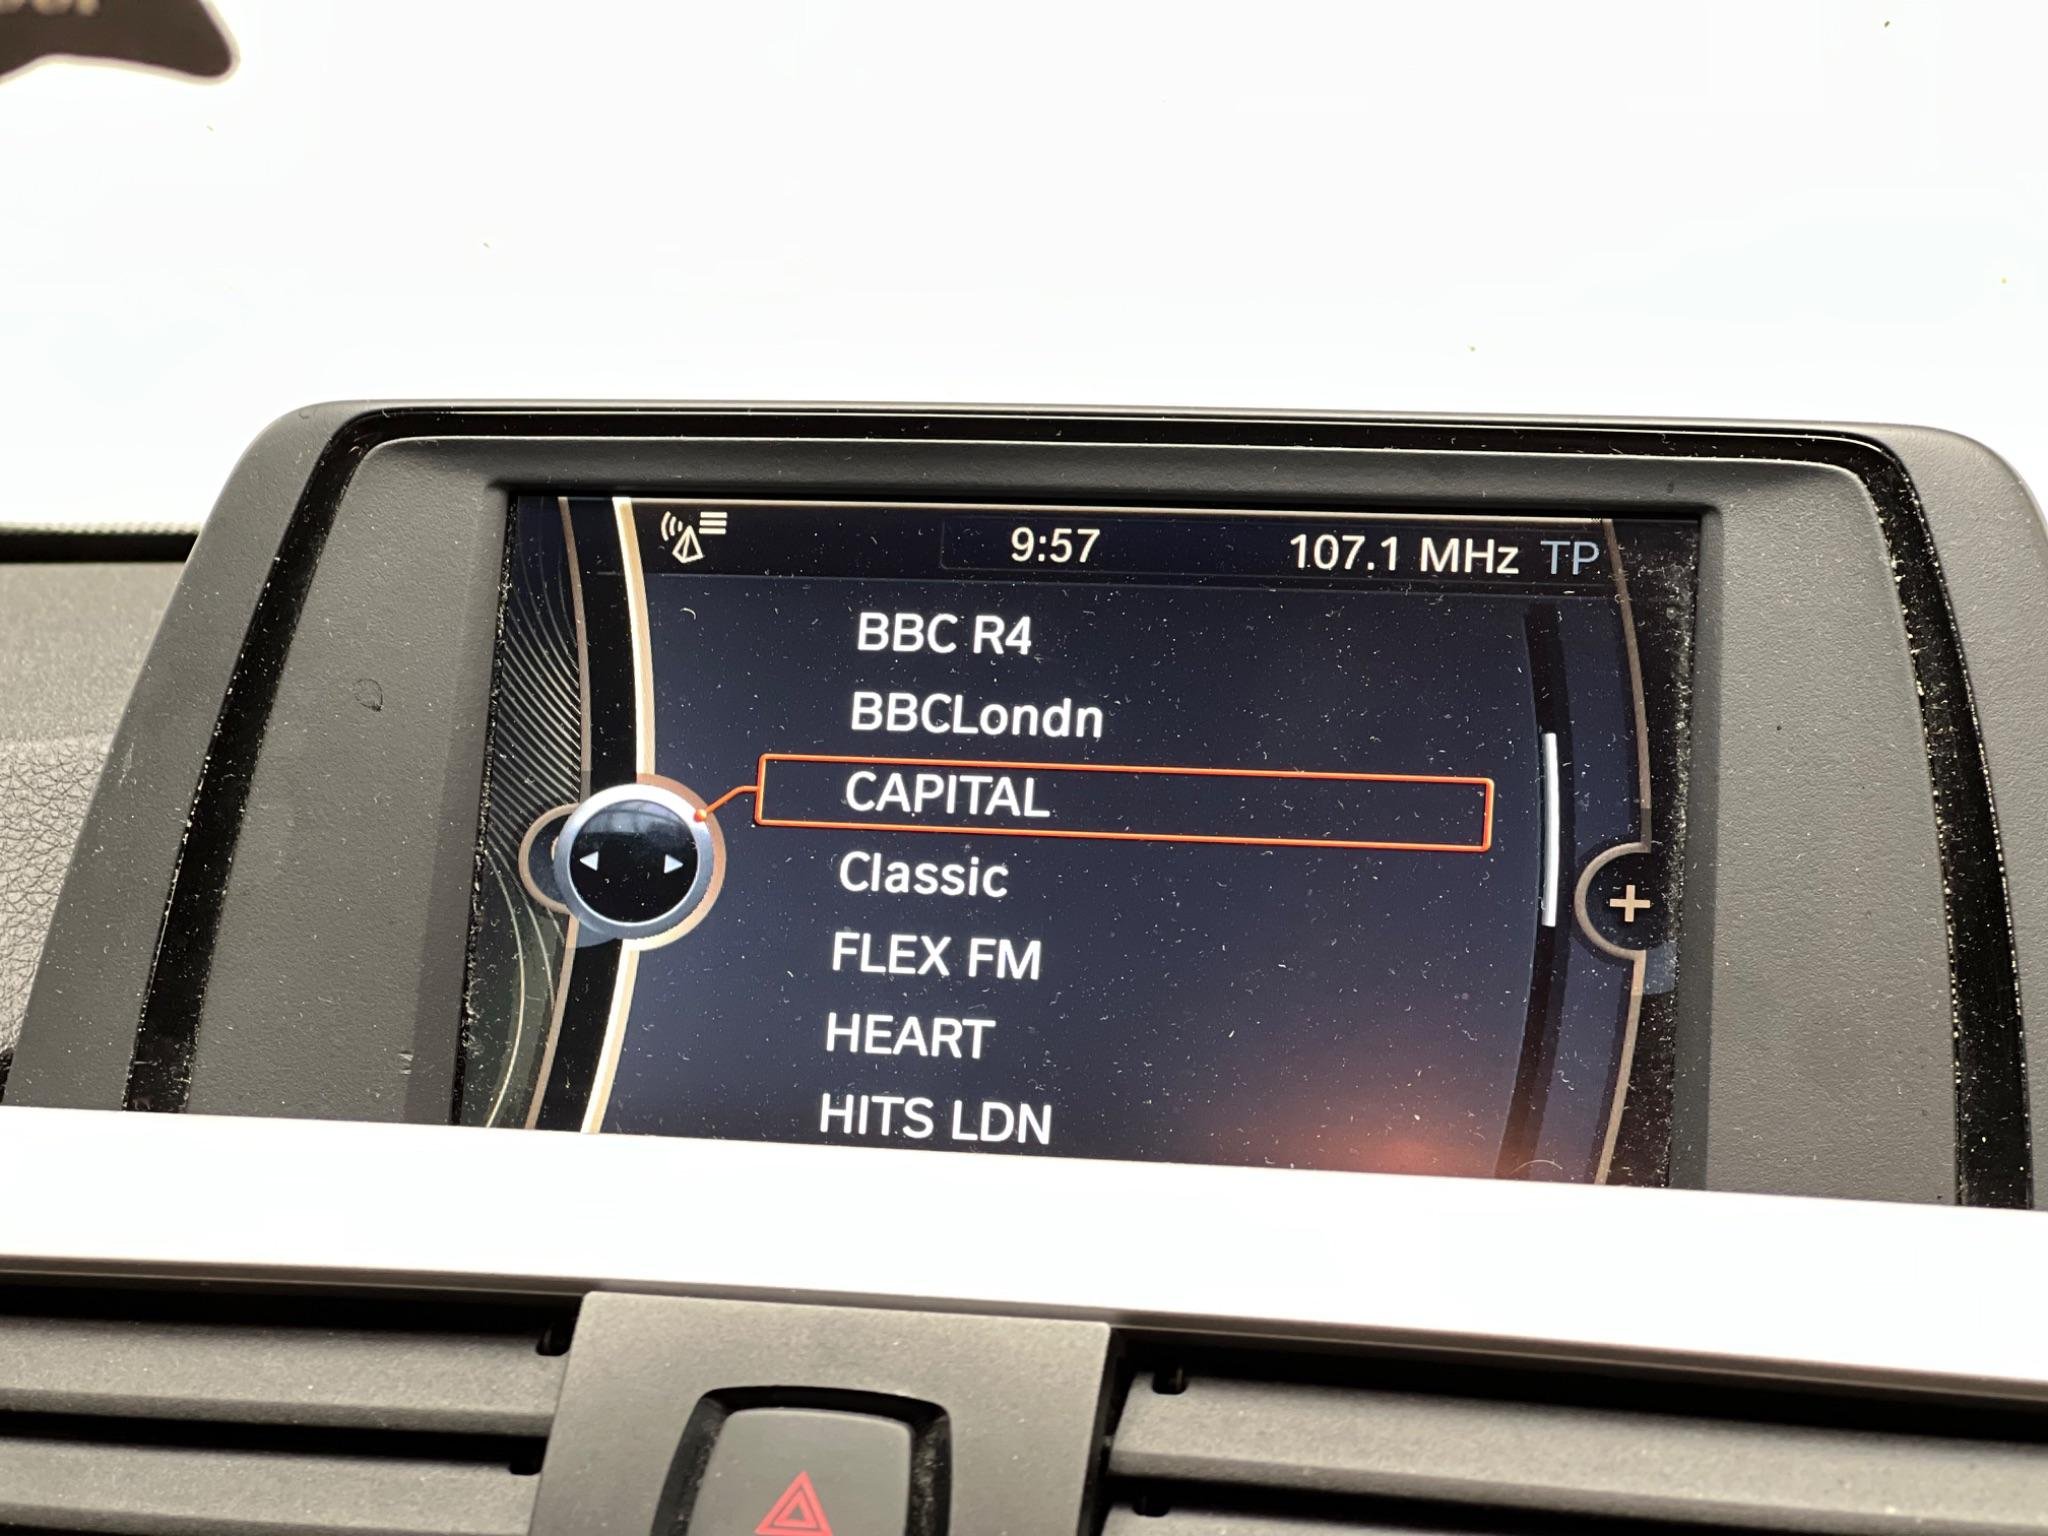 9:57 107.1 MHz TP
BBC R4
BBCLondn
CAPITAL
Classic
FLEX FM
HEART
HITS LDN